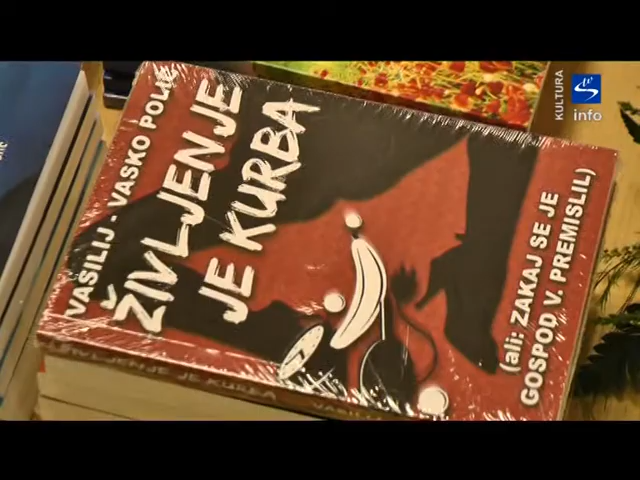 VASILIJ - VASKO POLIČ
ŽIVLJENJE
JE KURBA
(ali: ZAKAJ SE JE
GOSPOD V. PREMISLIL)
ŽIVLJENJE JE KURBA
KULTURA
info